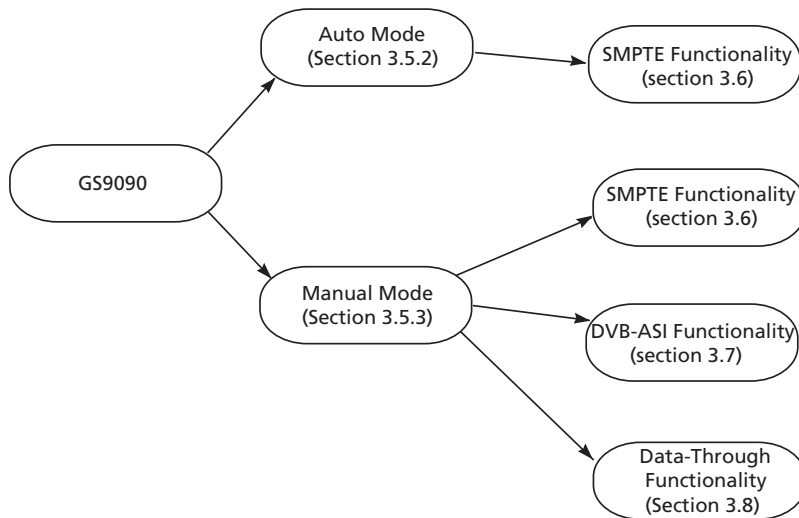 Auto Mode
(Section 3.5.2)
SMPTE Functionality
(section 3.6)
GS9090
SMPTE Functionality
(section 3.6)
Manual Mode
(Section 3.5.3)
DVB-ASI Functionality
(section 3.7)
Data-Through
Functionality
(Section 3.8)